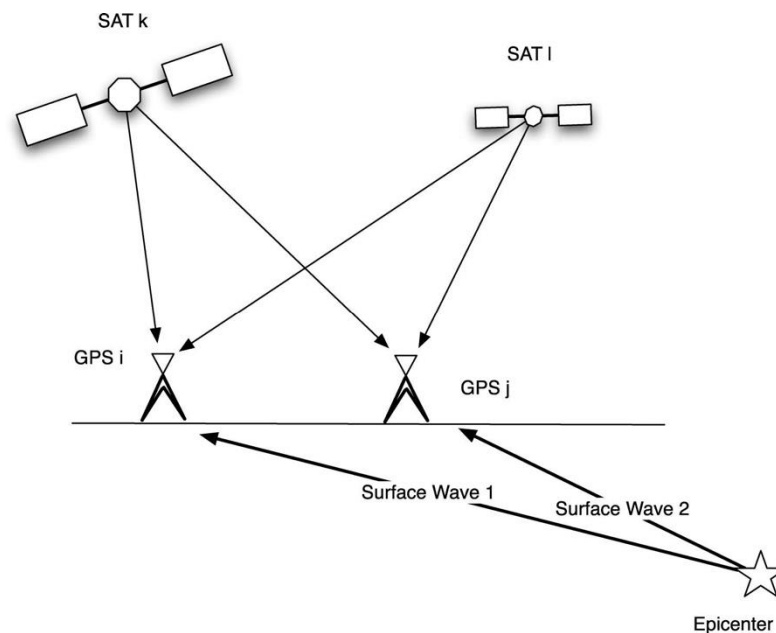 SAT k
SAT l
GPS i
GPS j
Surface Wave 1
Surface Wave 2
Epicenter